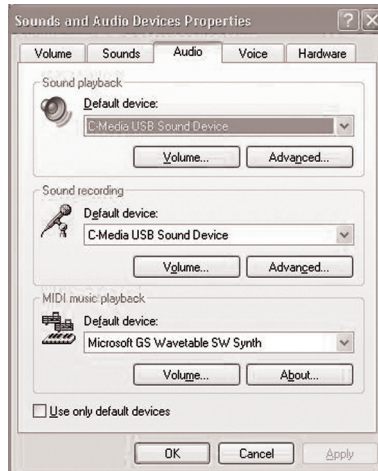 Sounds and Audio Devices Properties
Volume Sounds Audio Voice Hardware
Sound playback
Default device:
C-Media USB Sound Device
Volume... Advanced...
Sound recording
Default device:
C-Media USB Sound Device
Volume... Advanced...
MIDI music playback
Default device:
Microsoft GS Wavetable SW Synth
Volume... About...
Use only default devices
OK Cancel Apply